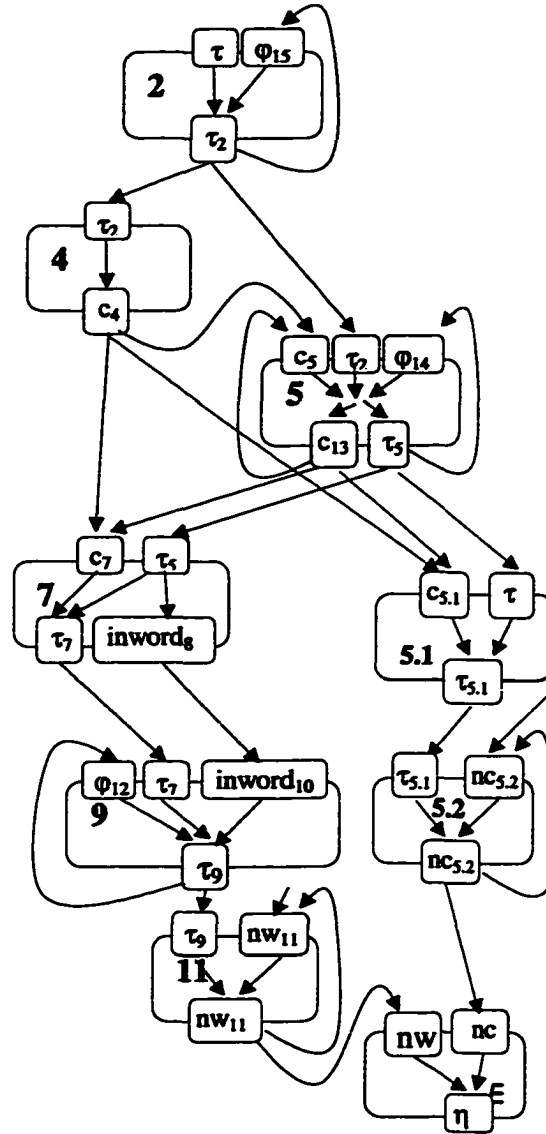 τ φ₁₅
2
τ₂
τ₂
4
c₄
c₅ τ₂ φ₁₄
5
c₁₃ τ₅
c₇ τ₅
7
τ₇ inword₈
c₅.₁ τ
5.1
τ₅.₁
φ₁₂ τ₇ inword₁₀
9
τ₉
τ₅.₁ nc₅.₂
5.2
nc₅.₂
τ₉ nw₁₁
11
nw₁₁
nw nc
E
η